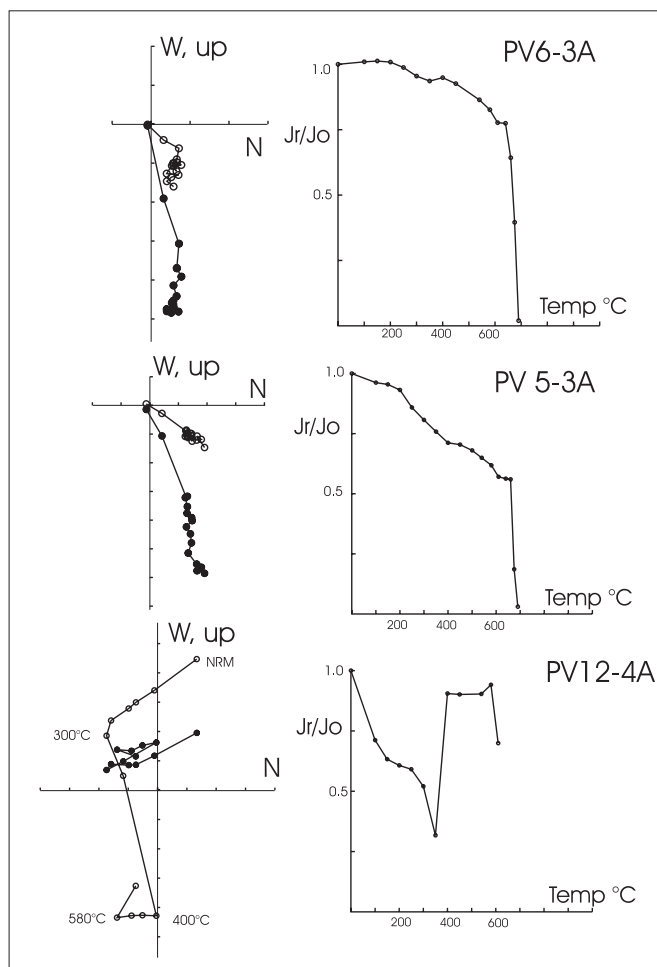 W, up
N
PV6-3A
1.0
Jr/Jo
0.5
Temp °C
200
400
600
W, up
N
PV 5-3A
1.0
Jr/Jo
0.5
Temp °C
200
400
600
W, up
NRM
300°C
N
580°C
400°C
PV12-4A
1.0
Jr/Jo
0.5
Temp °C
200
400
600